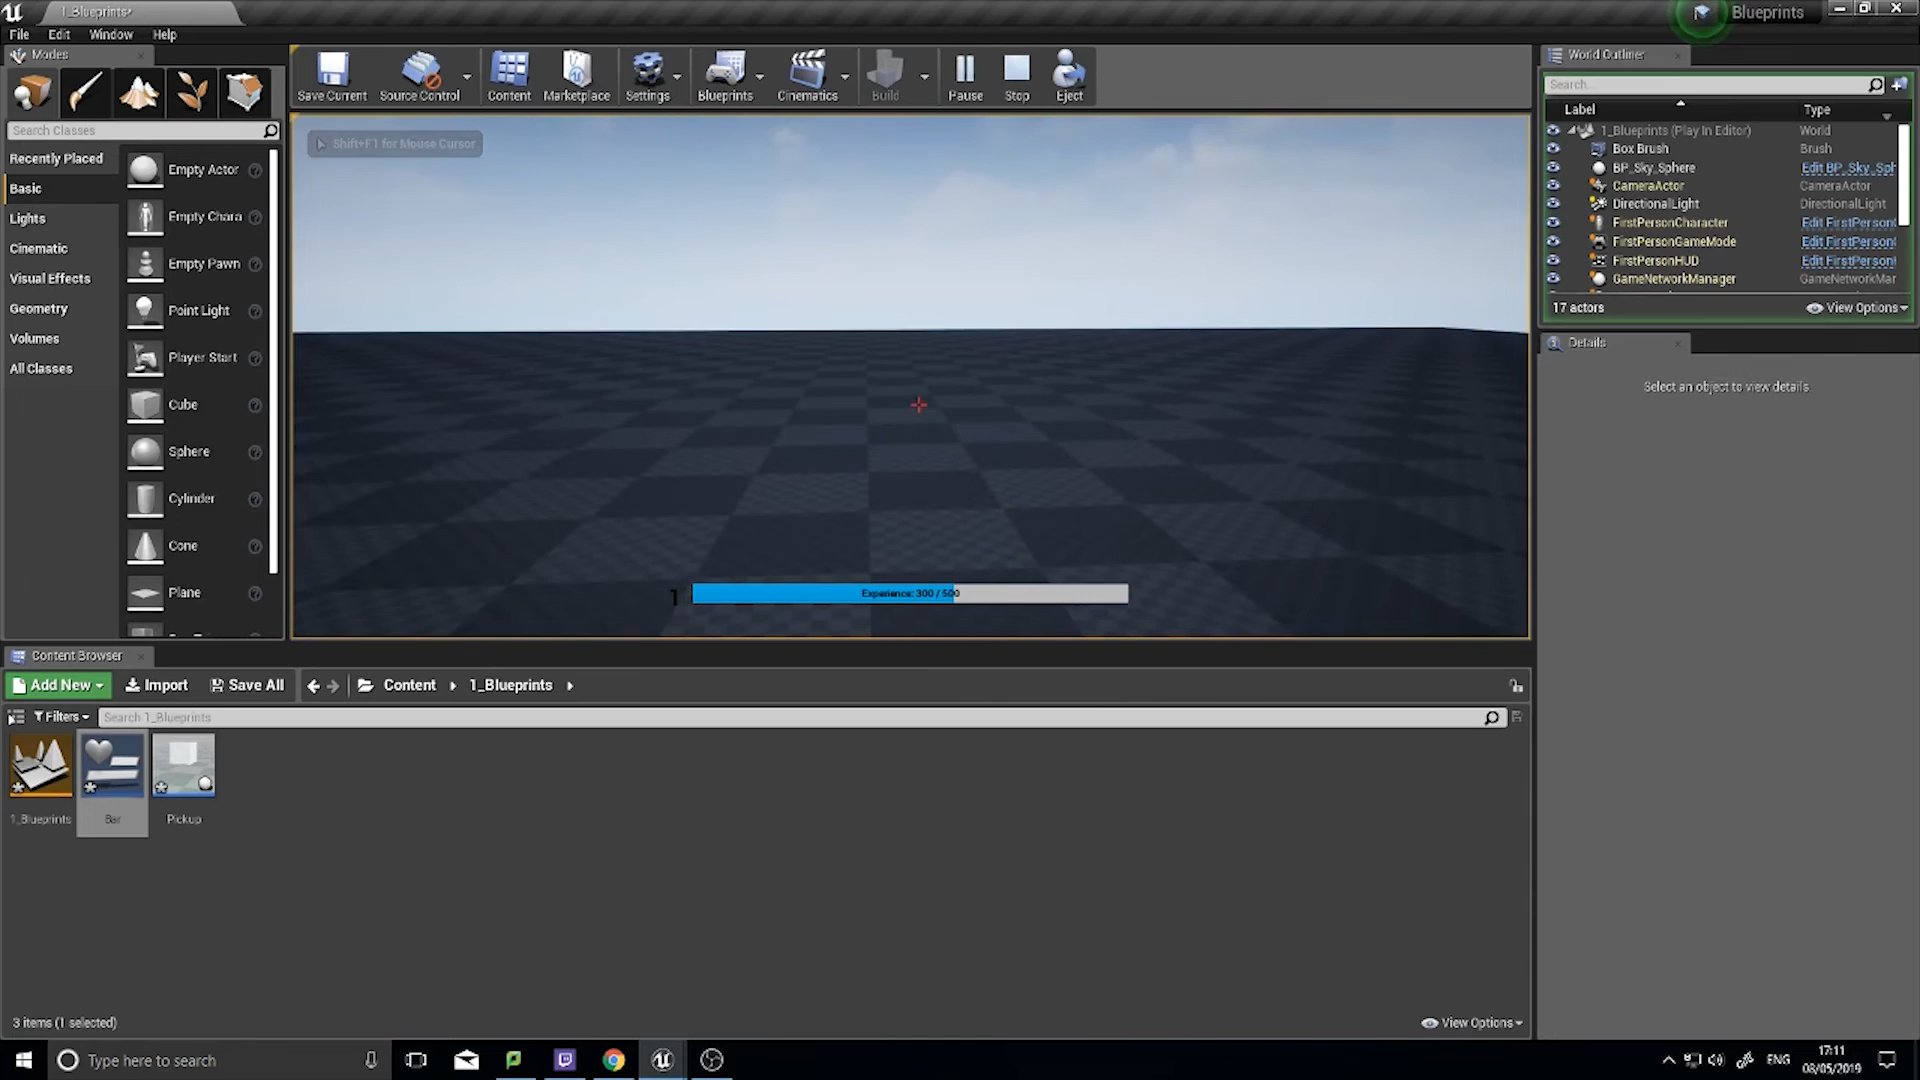 1_Blueprints*
Blueprints
File Edit Window Help
Modes
Save Current
Source Control
Content
Marketplace
Settings
Blueprints
Cinematics
Build
Pause
Stop
Eject
Search Classes
Recently Placed
Basic
Lights
Cinematic
Visual Effects
Geometry
Volumes
All Classes
Empty Actor
Empty Chara
Empty Pawn
Point Light
Player Start
Cube
Sphere
Cylinder
Cone
Plane
Shift+F1 for Mouse Cursor
1
Experience: 300 / 500
World Outliner
Search...
Label Type
1_Blueprints (Play In Editor) World
Box Brush Brush
BP_Sky_Sphere Edit BP_Sky_Sph
CameraActor CameraActor
DirectionalLight DirectionalLight
FirstPersonCharacter Edit FirstPerson
FirstPersonGameMode Edit FirstPerson
FirstPersonHUD Edit FirstPerson
GameNetworkManager GameNetworkMar
17 actors View Options
Details
Select an object to view details
Content Browser
Add New Import Save All Content 1_Blueprints
Filters Search 1_Blueprints
1_Blueprints
Bar
Pickup
3 items (1 selected) View Options
Type here to search
ENG
17:11
08/05/2019